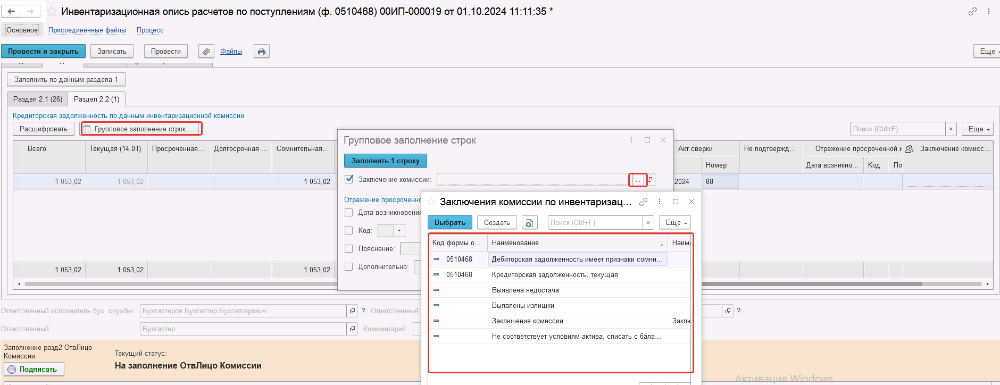 Инвентаризационная опись расчетов по поступлениям (ф. 0510468) 00ИП-000019 от 01.10.2024 11:11:35 *
Основное Присоединенные файлы Процесс
Провести и закрыть Записать Провести Файлы Еще
Заполнить по данным раздела 1
Раздел 2.1 (26) Раздел 2.2 (1)
Кредиторская задолженность по данным инвентаризационной комиссии
Расшифровать Групповое заполнение строк... Поиск (Ctrl+F) × Еще
Всего Текущая (14.01) Просроченная... Долгосрочная ... Сомнительная... Акт сверки Не подтвержд... Отражение просроченной и Заключение комисс...
Номер Дата возникно... Код По
1 053,02 1 053,02 1 053,02 2024 88
1 053,02 1 053,02 1 053,02
Групповое заполнение строк
Заполнить 1 строку
Заключение комиссии: ...
Отражение просроченно
Дата возникновения
Код:
Пояснение:
Дополнительно:
Заключения комиссии по инвентаризац...
Выбрать Создать Поиск (Ctrl+F) × Еще
Код формы о... Наименование ↓ Наиме
0510468 Дебиторская задолженность имеет признаки сомни...
0510468 Кредиторская задолженность, текущая
Выявлена недостача
Выявлены излишки
Заключение комиссии Заклю
Не соответствует условиям актива, списать с бала...
Ответственный исполнитель бух. службы: Бухгалтеров Бухгалтер Бухгалтерович ? Ответственный ?
Ответственный: Бухгалтер Комментарий:
Заполнение разд2 ОтвЛицо
Комиссии
Текущий статус:
Подписать На заполнение ОтвЛицо Комиссии
Активация Windows